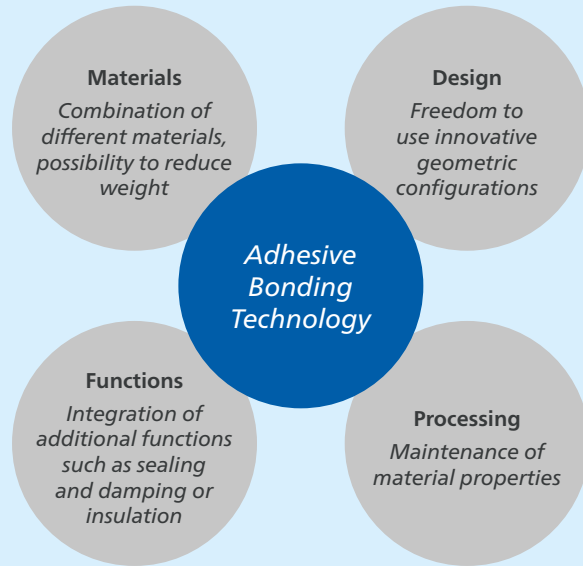 Materials
Combination of
different materials,
possibility to reduce
weight
Design
Freedom to
use innovative
geometric
configurations
Adhesive
Bonding
Technology
Functions
Integration of
additional functions
such as sealing
and damping or
insulation
Processing
Maintenance of
material properties